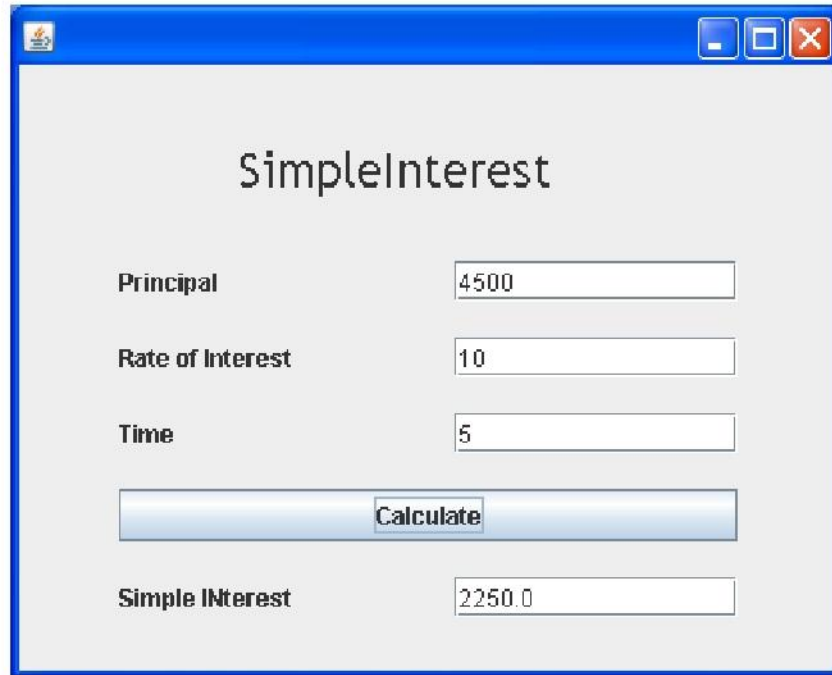 SimpleInterest
Principal 4500
Rate of Interest 10
Time 5
Calculate
Simple INterest 2250.0